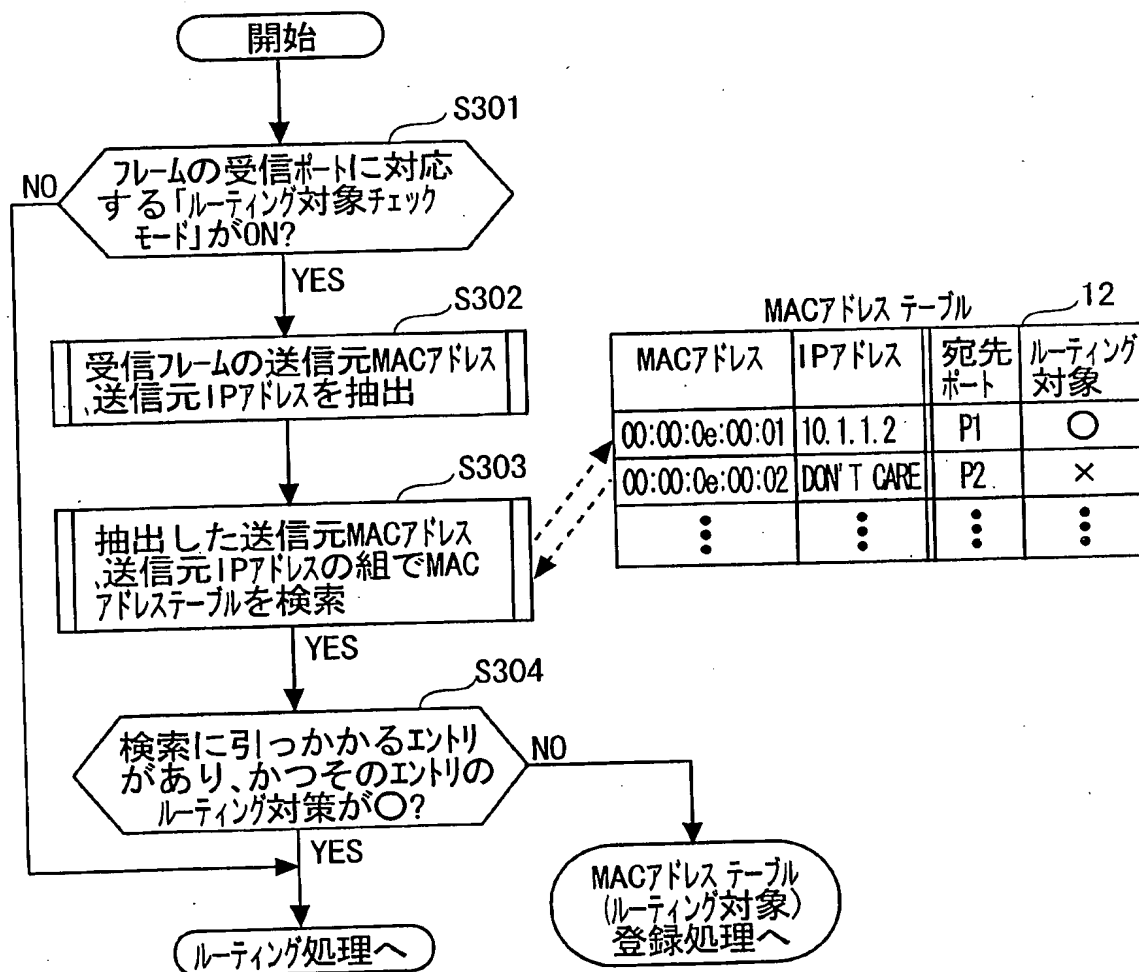 開始
S301
フレームの受信ポートに対応
する「ルーティング対象チェック
モード」がON?
NO
YES
S302
受信フレームの送信元MACアドレス
、送信元IPアドレスを抽出
S303
抽出した送信元MACアドレス
、送信元IPアドレスの組でMAC
アドレステーブルを検索
YES
MACアドレス テーブル
12
MACアドレス
IPアドレス
宛先
ポート
ルーティング
対象
00:00:0e:00:01
10.1.1.2
P1
○
00:00:0e:00:02
DON'T CARE
P2
×
S304
検索に引っかかるエントリ
があり、かつそのエントリの
ルーティング対策が○?
NO
YES
ルーティング処理へ
MACアドレス テーブル
(ルーティング対象)
登録処理へ